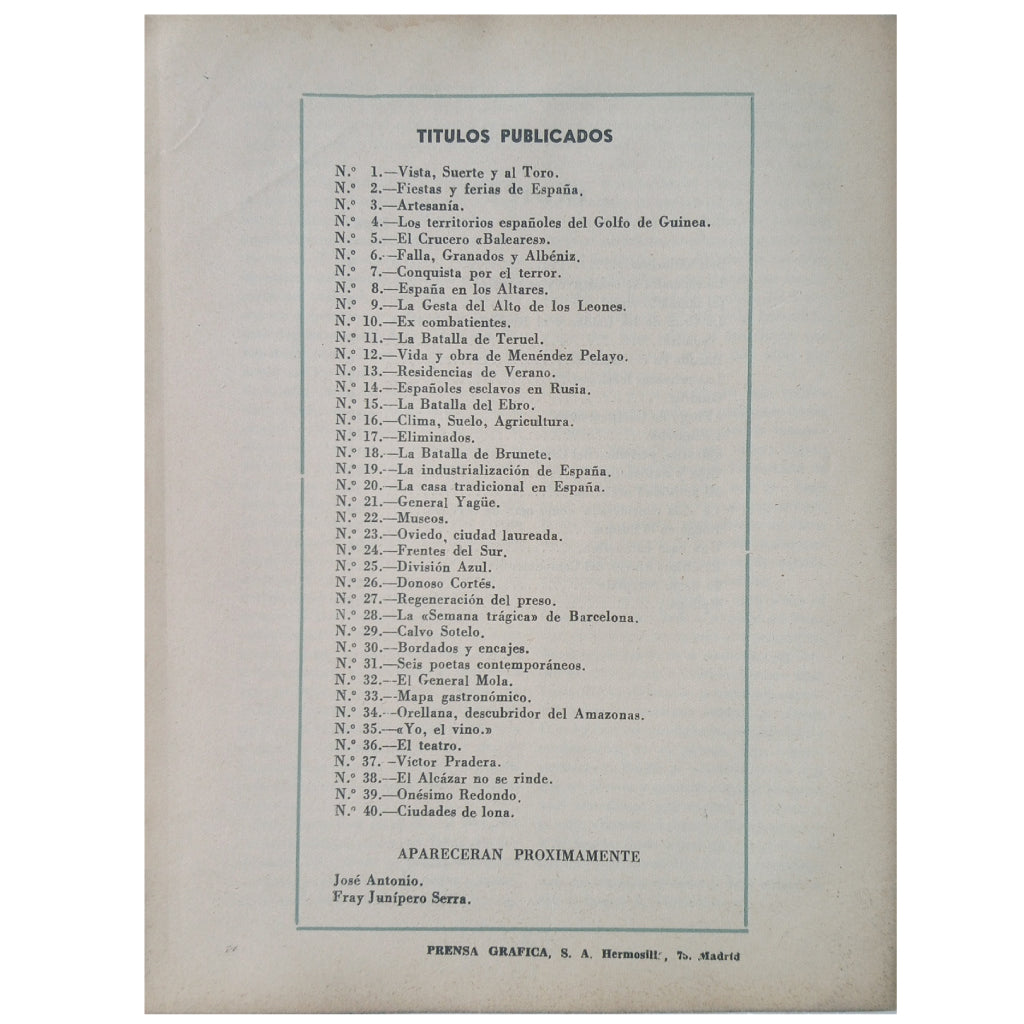 TITULOS PUBLICADOS
N.º 1.—Vista, Suerte y al Toro.
N.º 2.—Fiestas y ferias de España.
N.º 3.—Artesanía.
N.º 4.—Los territorios españoles del Golfo de Guinea.
N.º 5.—El Crucero «Baleares».
N.º 6.—Falla, Granados y Albéniz.
N.º 7.—Conquista por el terror.
N.º 8.—España en los Altares.
N.º 9.—La Gesta del Alto de los Leones.
N.º 10.—Ex combatientes.
N.º 11.—La Batalla de Teruel.
N.º 12.—Vida y obra de Menéndez Pelayo.
N.º 13.—Residencias de Verano.
N.º 14.—Españoles esclavos en Rusia.
N.º 15.—La Batalla del Ebro.
N.º 16.—Clima, Suelo, Agricultura.
N.º 17.—Eliminados.
N.º 18.—La Batalla de Brunete.
N.º 19.—La industrialización de España.
N.º 20.—La casa tradicional en España.
N.º 21.—General Yagüe.
N.º 22.—Museos.
N.º 23.—Oviedo, ciudad laureada.
N.º 24.—Frentes del Sur.
N.º 25.—División Azul.
N.º 26.—Donoso Cortés.
N.º 27.—Regeneración del preso.
N.º 28.—La «Semana trágica» de Barcelona.
N.º 29.—Calvo Sotelo.
N.º 30.—Bordados y encajes.
N.º 31.—Seis poetas contemporáneos.
N.º 32.—El General Mola.
N.º 33.—Mapa gastronómico.
N.º 34.—Orellana, descubridor del Amazonas.
N.º 35.—«Yo, el vino.»
N.º 36.—El teatro.
N.º 37.—Víctor Pradera.
N.º 38.—El Alcázar no se rinde.
N.º 39.—Onésimo Redondo.
N.º 40.—Ciudades de lona.
APARECERAN PROXIMAMENTE
José Antonio.
Fray Junípero Serra.
PRENSA GRAFICA, S. A. 75. Madrid